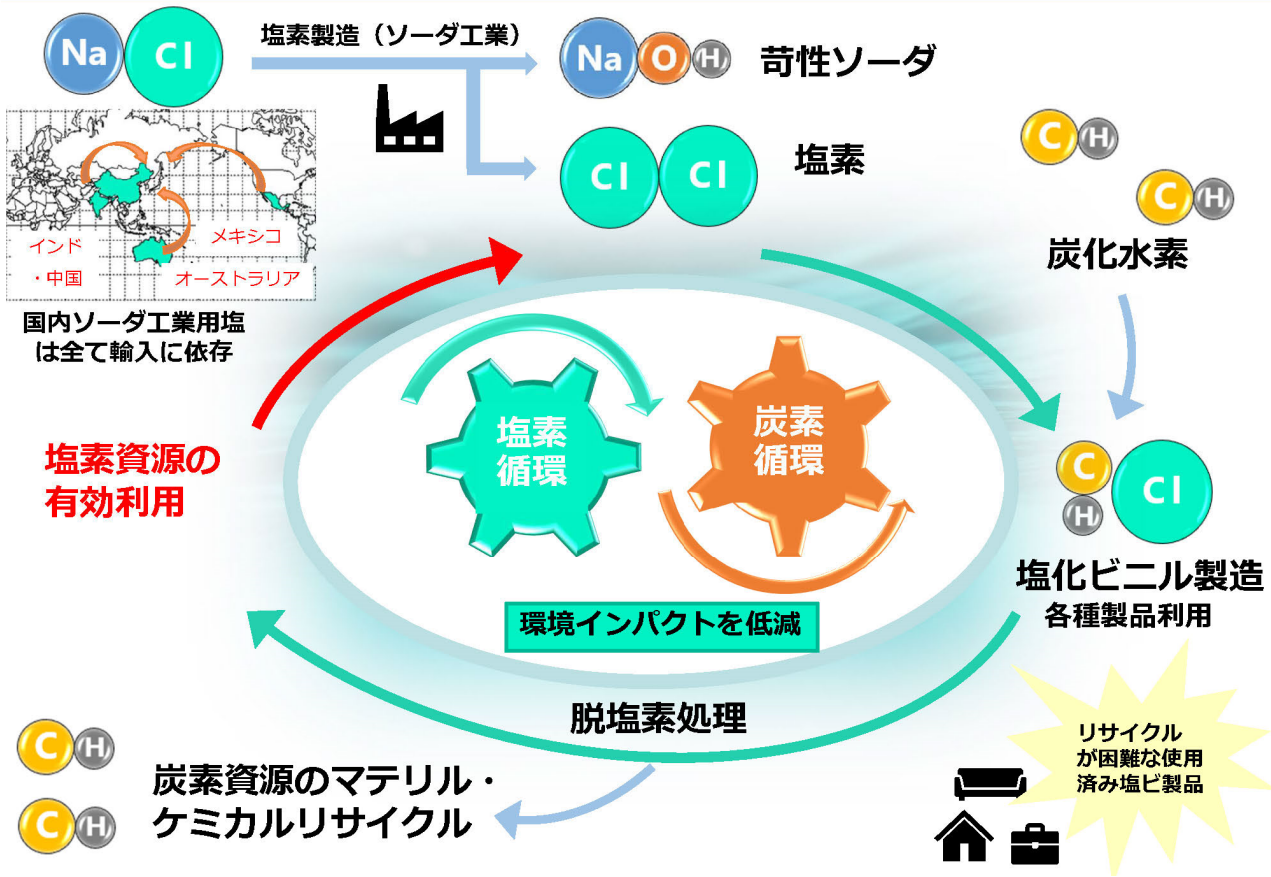 Na Cl
塩素製造（ソーダ工業）
Na O H
苛性ソーダ
Cl Cl
塩素
C H
C H
炭化水素
インド
・中国
メキシコ
オーストラリア
国内ソーダ工業用塩
は全て輸入に依存
塩素資源の
有効利用
塩素
循環
炭素
循環
環境インパクトを低減
C
H
Cl
塩化ビニル製造
各種製品利用
脱塩素処理
リサイクル
が困難な使用
済み塩ビ製品
C H
C H
炭素資源のマテリル・
ケミカルリサイクル